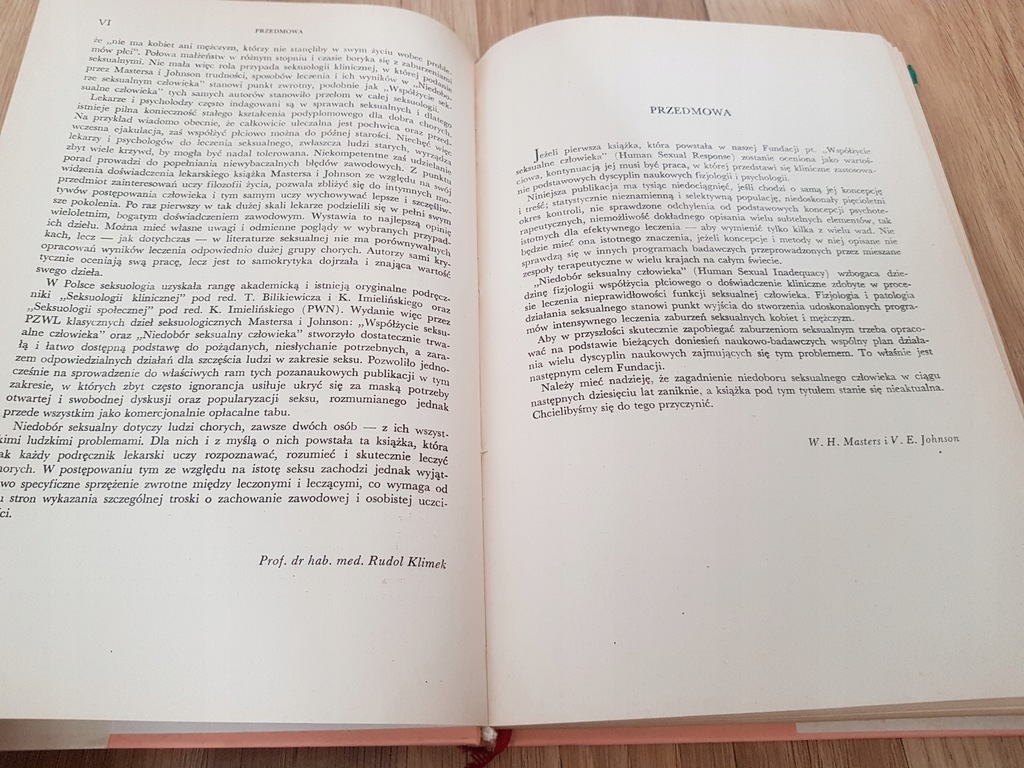 VI
PRZEDMOWA
że „nie ma kobiet ani mężczyzn, którzy nie stanęliby w swym życiu wobec proble-
mów płci”. Połowa małżeństw w różnym stopniu i czasie boryka się z zaburzeniami
seksualnymi. Nie mała więc rola przypada seksuologii klinicznej, w której podanie
przez Mastersa i Johnson trudności, sposobów leczenia i ich wyników w „Niedobo-
rze seksualnym człowieka” stanowi punkt zwrotny, podobnie jak „Współżycie sek-
sualne człowieka” tych samych autorów stanowiło przełom w całej seksuologii.
Lekarze i psycholodzy często indagowani są w sprawach seksualnych i dlatego
istnieje pilna konieczność stałego kształcenia podyplomowego dla dobra chorych.
Na przykład wiadomo obecnie, że całkowicie uleczalna jest pochwica oraz przed-
wczesna ejakulacja, zaś współżyć płciowo można do późnej starości. Niechęć więc
lekarzy i psychologów do leczenia seksualnego, zwłaszcza ludzi starych, wyrządza
zbyt wiele krzywd, by mogła być nadal tolerowana. Niekompetentne zaś udzielanie
porad prowadzi do popełniania niewybaczalnych błędów zawodowych. Z punktu
widzenia doświadczenia lekarskiego książka Mastersa i Johnson ze względu na swój
przedmiot zainteresowań uczy filozofii życia, pozwala zbliżyć się do intymnych mo-
tywów postępowania człowieka i tym samym uczy wychowywać lepsze i szczęśliw-
sze pokolenia. Po raz pierwszy w tak dużej skali lekarze podzielili się w pełni swym
wieloletnim, bogatym doświadczeniem zawodowym. Wystawia to najlepszą opinię
ich dziełu. Można mieć własne uwagi i odmienne poglądy w wybranych przypad-
kach, lecz — jak dotychczas — w literaturze seksualnej nie ma porównywalnych
opracowań wyników leczenia odpowiednio dużej grupy chorych. Autorzy sami kry-
tycznie oceniają swą pracę, lecz jest to samokrytyka dojrzała i znająca wartość
swego dzieła.
W Polsce seksuologia uzyskała rangę akademicką i istnieją oryginalne podręcz-
niki „Seksuologii klinicznej” pod red. T. Bilikiewicza i K. Imielińskiego oraz
„Seksuologii społecznej” pod red. K. Imielińskiego (PWN). Wydanie więc przez
PZWL klasycznych dzieł seksuologicznych Mastersa i Johnson: „Współżycie seksu-
alne człowieka” oraz „Niedobór seksualny człowieka” stworzyło dostatecznie trwa-
łą i łatwo dostępną podstawę do pożądanych, niesłychanie potrzebnych, a zara-
zem odpowiedzialnych działań dla szczęścia ludzi w zakresie seksu. Pozwoliło jedno-
cześnie na sprowadzenie do właściwych ram tych pozanaukowych publikacji w tym
zakresie, w których zbyt często ignorancja usiłuje ukryć się za maską potrzeby
otwartej i swobodnej dyskusji oraz popularyzacji seksu, rozumianego jednak
przede wszystkim jako komercjonalnie opłacalne tabu.
Niedobór seksualny dotyczy ludzi chorych, zawsze dwóch osób — z ich wszyst-
kimi ludzkimi problemami. Dla nich i z myślą o nich powstała ta książka, która
ak każdy podręcznik lekarski uczy rozpoznawać, rozumieć i skutecznie leczyć
horych. W postępowaniu tym ze względu na istotę seksu zachodzi jednak wyjąt-
wo specyficzne sprzężenie zwrotne między leczonymi i leczącymi, co wymaga od
u stron wykazania szczególnej troski o zachowanie zawodowej i osobistej uczci-
ci.
Prof. dr hab. med. Rudol Klimek
PRZEDMOWA
Jeżeli pierwsza książka, która powstała w naszej Fundacji pt. „Współżycie
seksualne człowieka” (Human Sexual Response) zostanie oceniona jako wartoś-
ciowa, kontynuacją jej musi być praca, w której przedstawi się kliniczne zastosowa-
nie podstawowych dyscyplin naukowych fizjologii i psychologii.
Niniejsza publikacja ma tysiąc niedociągnięć, jeśli chodzi o samą jej koncepcję
i treść; statystycznie nieznamienną i selektywną populację, niedoskonały pięcioletni
okres kontroli, nie sprawdzone odchylenia od podstawowych koncepcji psychote-
rapeutycznych, niemożliwość dokładnego opisania wielu subtelnych elementów, tak
istotnych dla efektywnego leczenia — aby wymienić tylko kilka z wielu wad. Nie
będzie mieć ona istotnego znaczenia, jeżeli koncepcje i metody w niej opisane nie
sprawdzą się w innych programach badawczych przeprowadzonych przez mieszane
zespoły terapeutyczne w wielu krajach na całym świecie.
„Niedobór seksualny człowieka” (Human Sexual Inadequacy) wzbogaca dzie-
dzinę fizjologii współżycia płciowego o doświadczenie kliniczne zdobyte w proce-
sie leczenia nieprawidłowości funkcji seksualnej człowieka. Fizjologia i patologia
działania seksualnego stanowi punkt wyjścia do stworzenia udoskonalonych progra-
mów intensywnego leczenia zaburzeń seksualnych kobiet i mężczyzn.
Aby w przyszłości skutecznie zapobiegać zaburzeniom seksualnym trzeba opraco-
wać na podstawie bieżących doniesień naukowo-badawczych wspólny plan działa-
nia wielu dyscyplin naukowych zajmujących się tym problemem. To właśnie jest
następnym celem Fundacji.
Należy mieć nadzieję, że zagadnienie niedoboru seksualnego człowieka w ciągu
następnych dziesięciu lat zaniknie, a książka pod tym tytułem stanie się nieaktualna.
Chcielibyśmy się do tego przyczynić.
W. H. Masters i V. E. Johnson